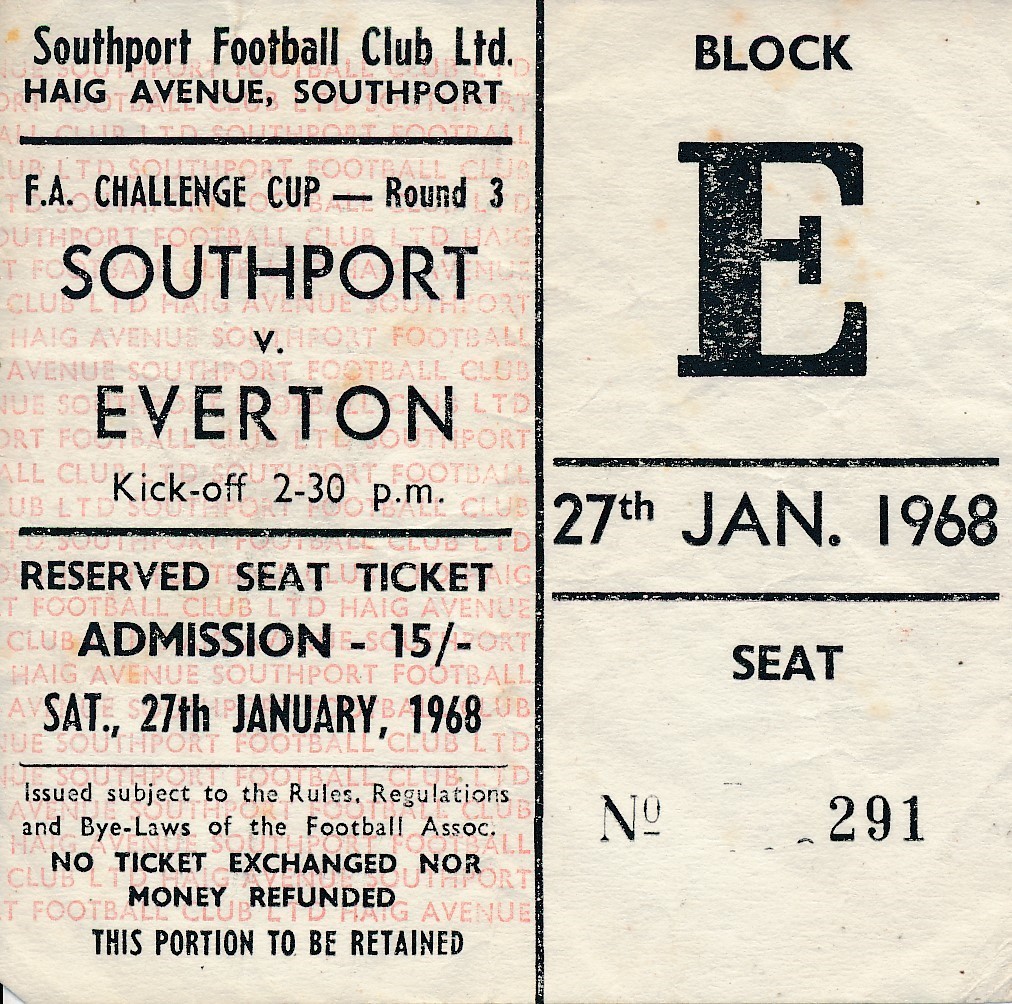 Southport Football Club Ltd.
HAIG AVENUE, SOUTHPORT
F.A. CHALLENGE CUP — Round 3
SOUTHPORT
v.
EVERTON
Kick-off 2-30 p.m.
RESERVED SEAT TICKET
ADMISSION - 15/-
SAT., 27th JANUARY, 1968
Issued subject to the Rules, Regulations
and Bye-Laws of the Football Assoc.
NO TICKET EXCHANGED NOR
MONEY REFUNDED
THIS PORTION TO BE RETAINED
BLOCK
E
27th JAN. 1968
SEAT
Nº 291